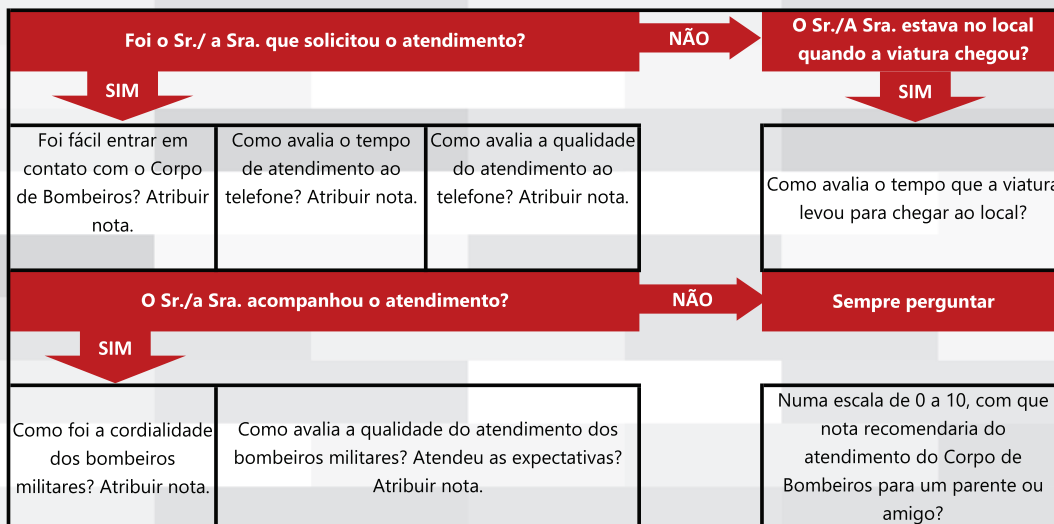 Foi o Sr./ a Sra. que solicitou o atendimento?
NÃO
O Sr./A Sra. estava no local
quando a viatura chegou?
SIM
SIM
Foi fácil entrar em
contato com o Corpo
de Bombeiros? Atribuir
nota.
Como avalia o tempo
de atendimento ao
telefone? Atribuir nota.
Como avalia a qualidade
do atendimento ao
telefone? Atribuir nota.
Como avalia o tempo que a viatura
levou para chegar ao local?
O Sr./a Sra. acompanhou o atendimento?
NÃO
Sempre perguntar
SIM
Como foi a cordialidade
dos bombeiros
militares? Atribuir nota.
Como avalia a qualidade do atendimento dos
bombeiros militares? Atendeu as expectativas?
Atribuir nota.
Numa escala de 0 a 10, com que
nota recomendaria do
atendimento do Corpo de
Bombeiros para um parente ou
amigo?